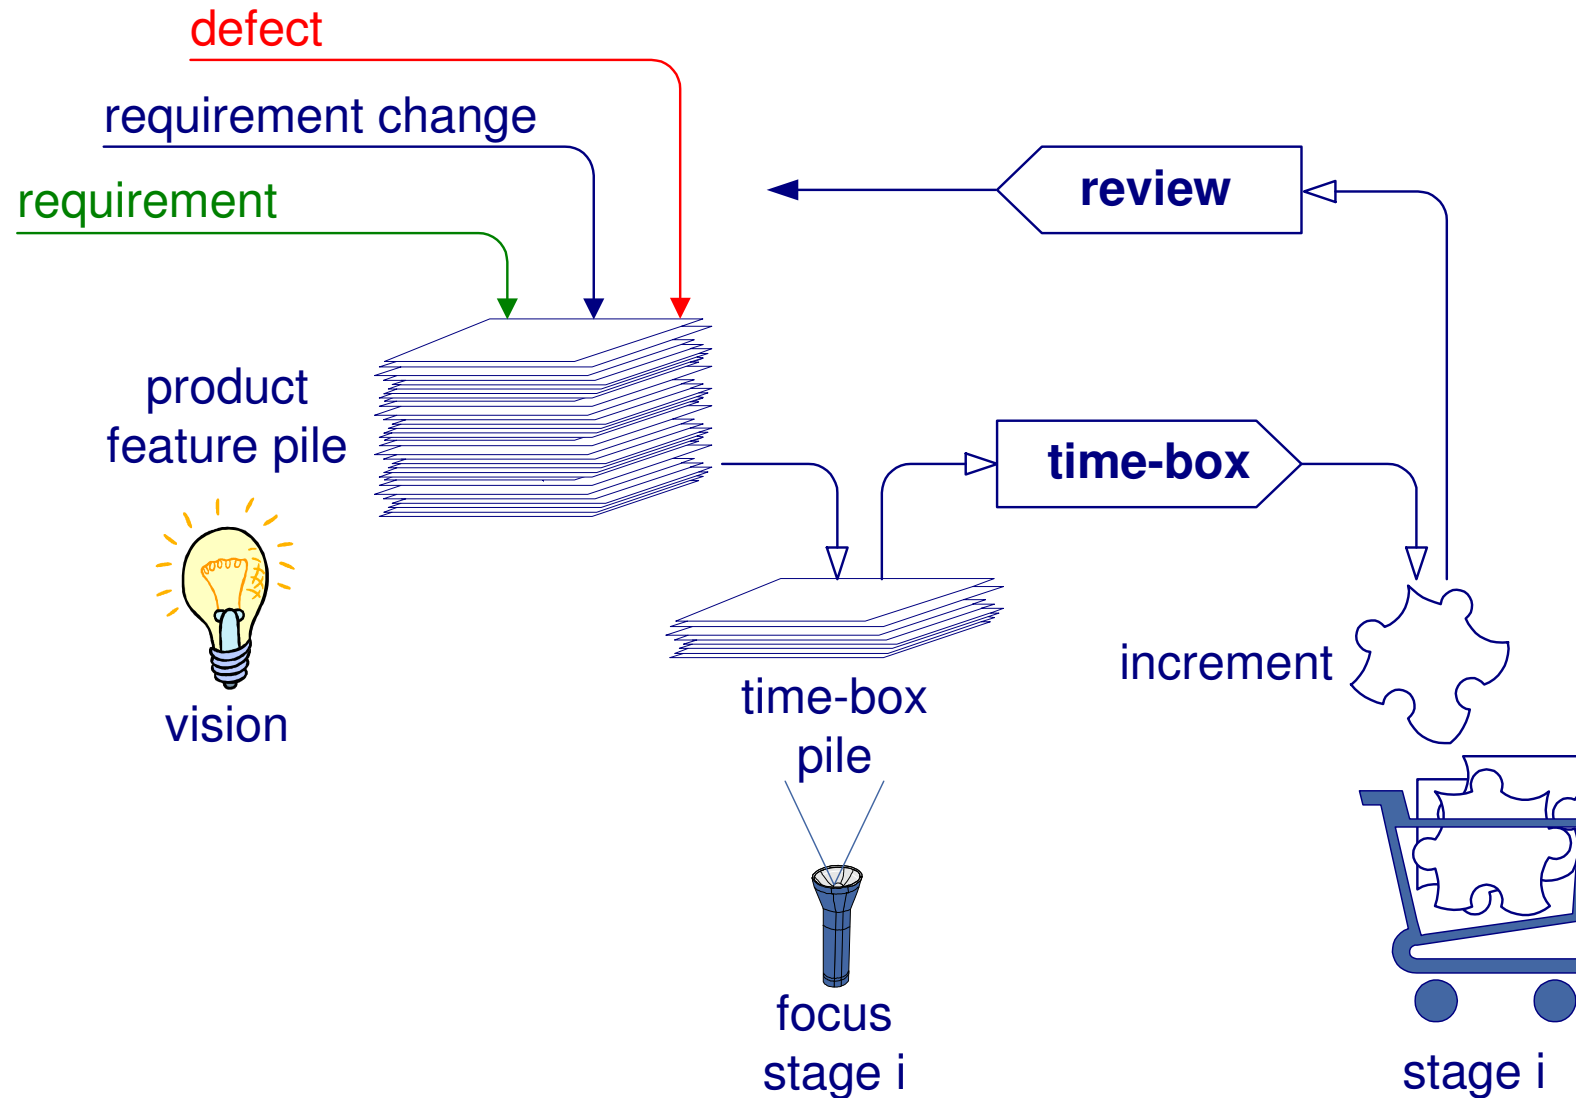 defect
requirement change
review
requirement
product
feature pile
time-box
increment
time-box
pile
vision
focus
stage i
stage i